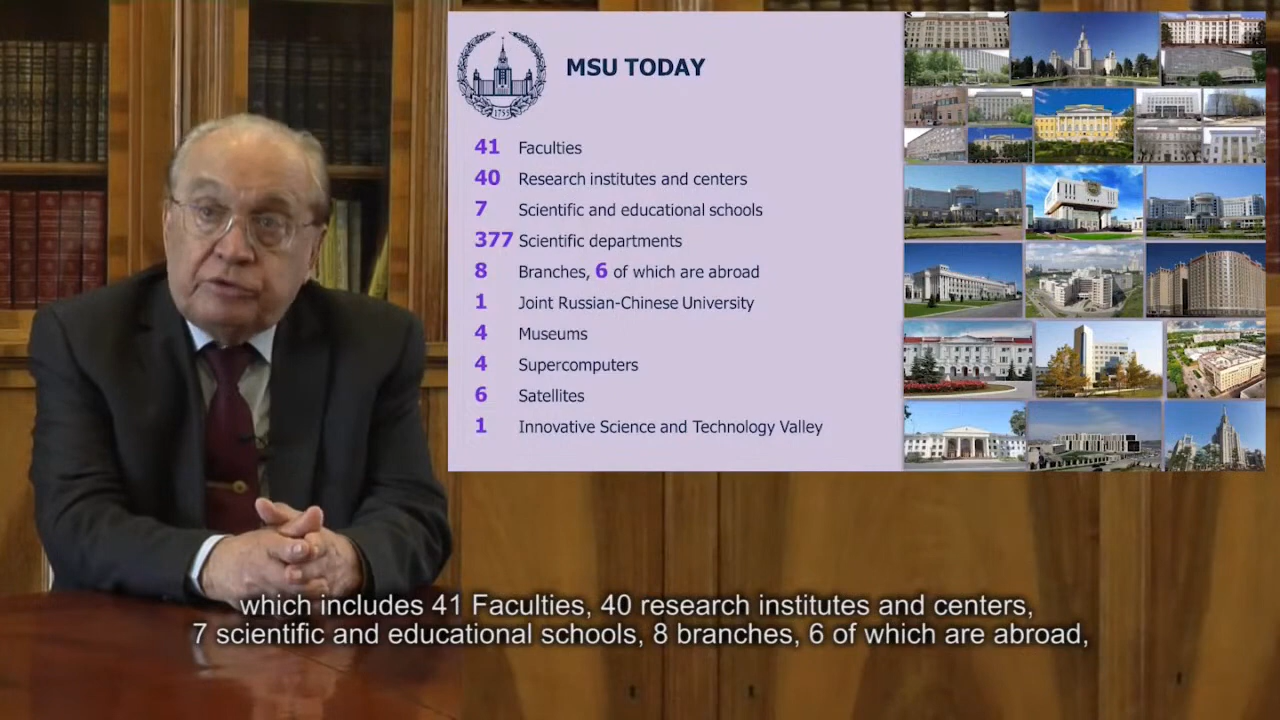 MSU TODAY
1755
41 Faculties
40 Research institutes and centers
7 Scientific and educational schools
377 Scientific departments
8 Branches, 6 of which are abroad
1 Joint Russian-Chinese University
4 Museums
4 Supercomputers
6 Satellites
1 Innovative Science and Technology Valley
which includes 41 Faculties, 40 research institutes and centers,
7 scientific and educational schools, 8 branches, 6 of which are abroad,